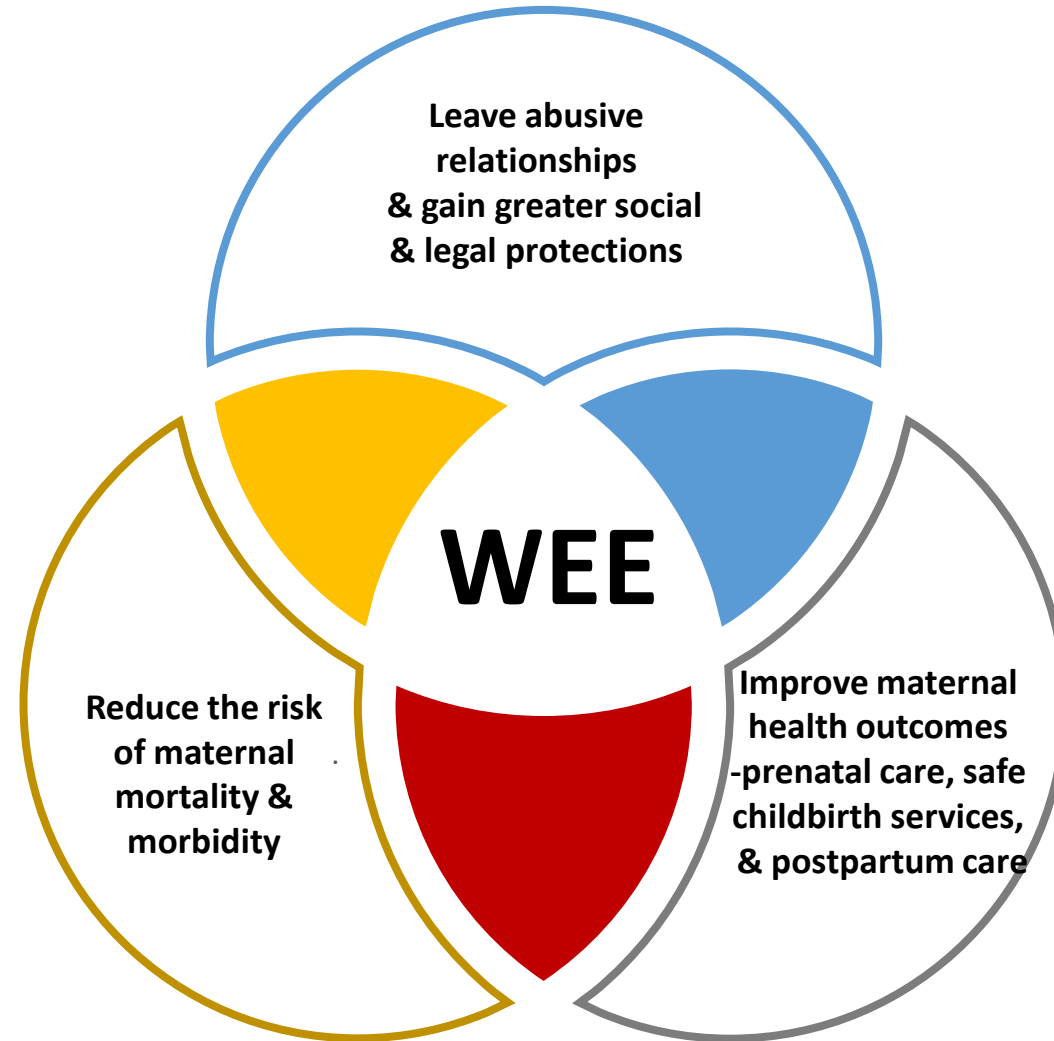 Leave abusive
relationships
& gain greater social
& legal protections
WEE
Reduce the risk
of maternal
mortality &
morbidity
.
Improve maternal
health outcomes
-prenatal care, safe
childbirth services,
& postpartum care